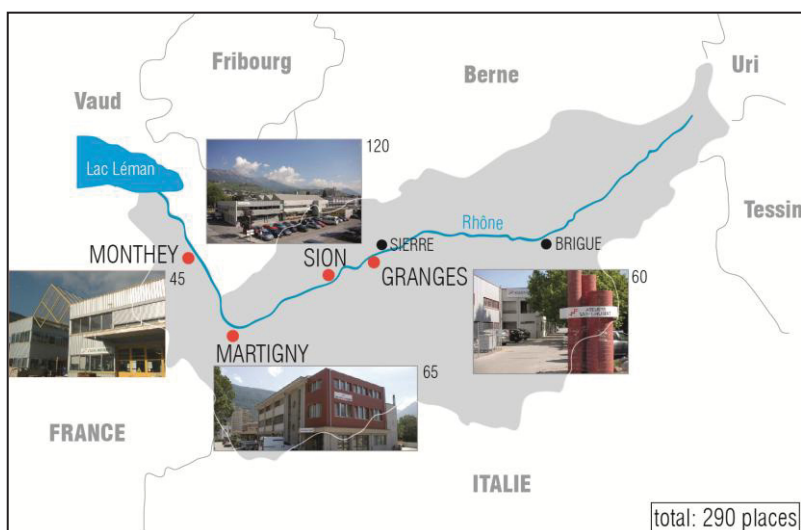 Fribourg
Berne
Uri
Vaud
120
Lac Léman
Tessin
Rhône
SIERRE
BRIGUE
MONTHEY
SION
GRANGES
45
60
MARTIGNY
65
FRANCE
ITALIE
total: 290 places